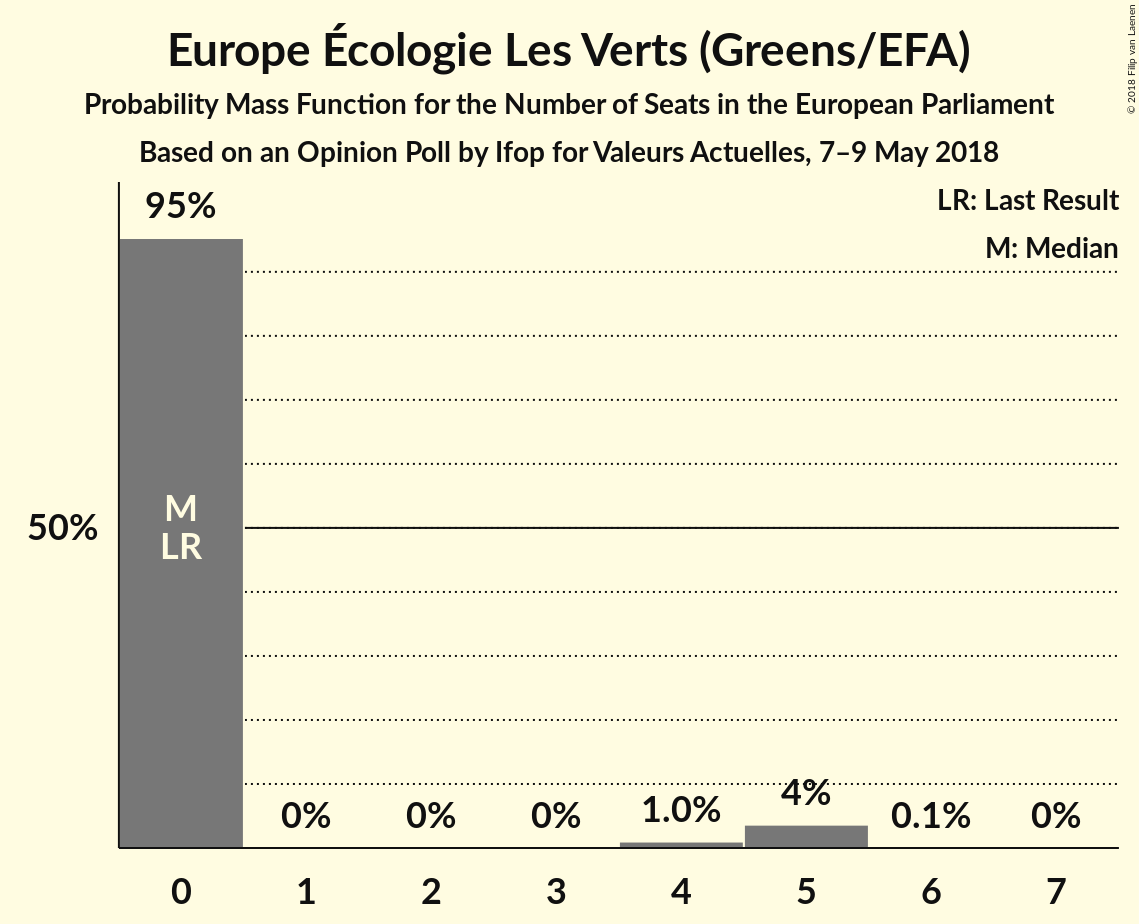 Europe Écologie Les Verts (Greens/EFA)
Probability Mass Function for the Number of Seats in the European Parliament
Based on an Opinion Poll by Ifop for Valeurs Actuelles, 7–9 May 2018
© 2018 Filip van Laenen
LR: Last Result
M: Median
95%
50%
M
LR
0%
0%
0%
1.0%
4%
0.1%
0%
0 1 2 3 4 5 6 7